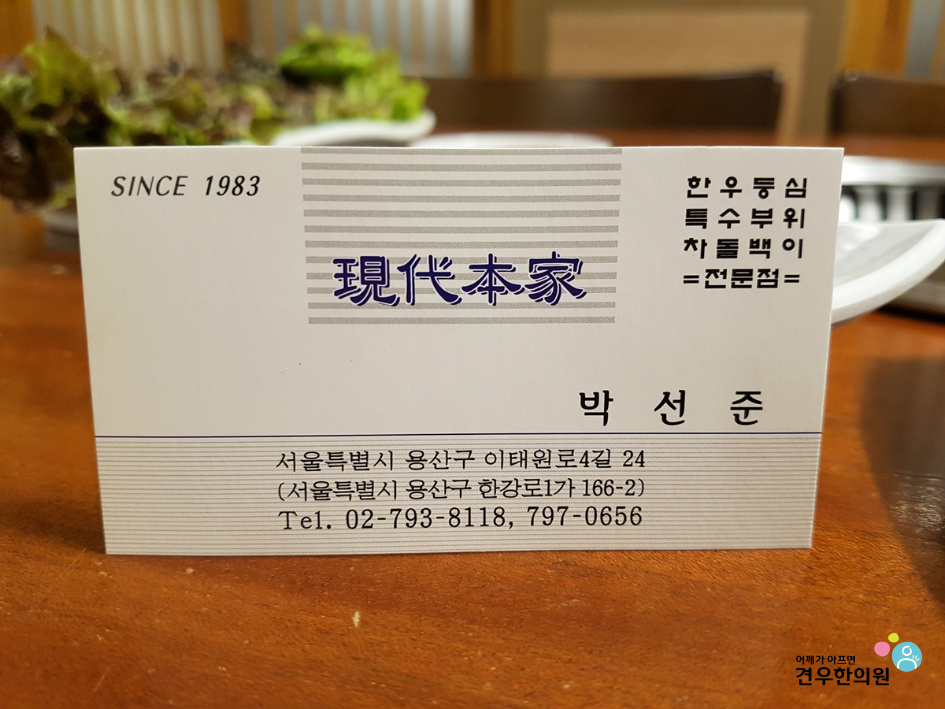 SINCE 1983
한우등심
특수부위
차돌백이
=전문점=
現代本家
박 선 준
서울특별시 용산구 이태원로4길 24
(서울특별시 용산구 한강로1가 166-2)
Tel. 02-793-8118, 797-0656
어깨가 아프면
견우한의원